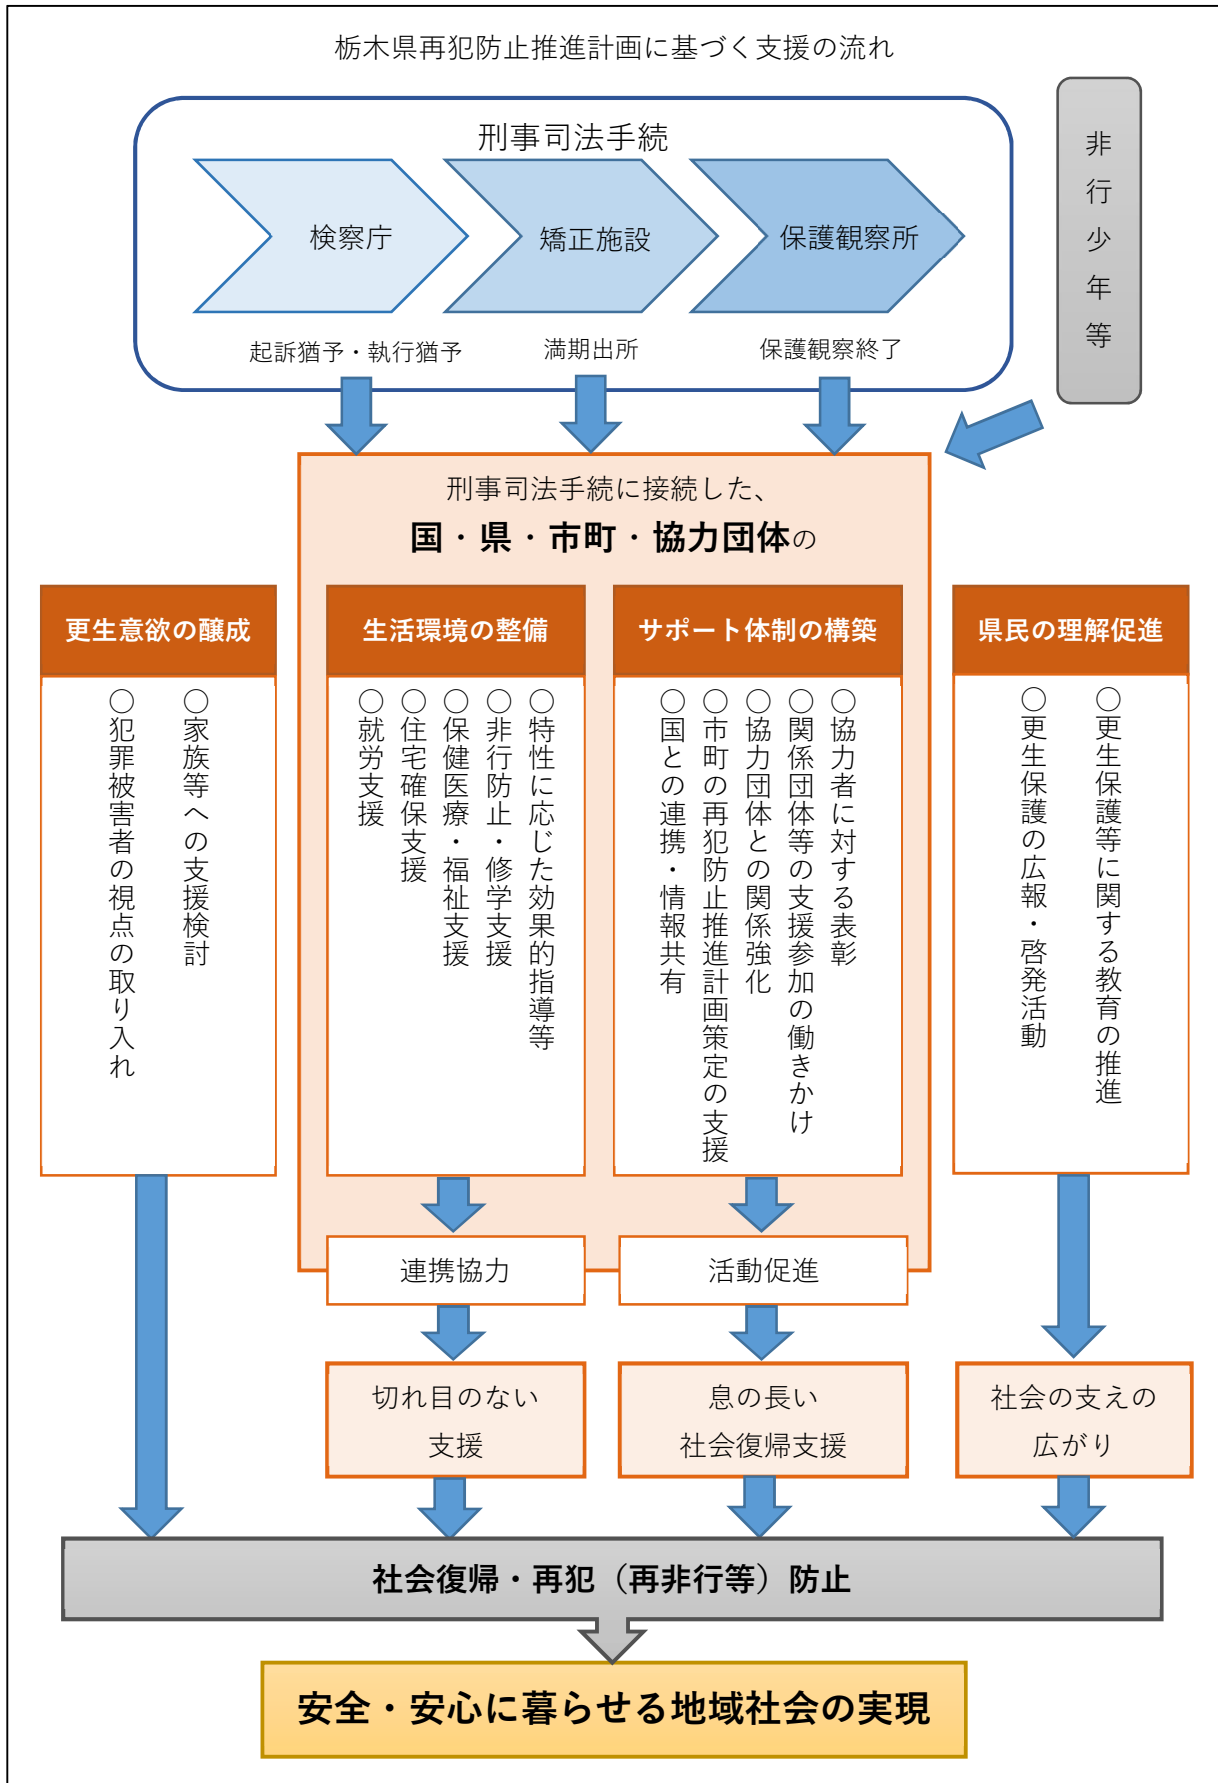 栃木県再犯防止推進計画に基づく支援の流れ
刑事司法手続
検察庁
矯正施設
保護観察所
起訴猶予・執行猶予
満期出所
保護観察終了
非行少年等
刑事司法手続に接続した、
国・県・市町・協力団体の
更生意欲の醸成
○家族等への支援検討
○犯罪被害者の視点の取り入れ
生活環境の整備
○特性に応じた効果的指導等
○非行防止・修学支援
○保健医療・福祉支援
○住宅確保支援
○就労支援
サポート体制の構築
○協力者に対する表彰
○関係団体等の支援参加の働きかけ
○協力団体との関係強化
○市町の再犯防止推進計画策定の支援
○国との連携・情報共有
県民の理解促進
○更生保護等に関する教育の推進
○更生保護の広報・啓発活動
連携協力
活動促進
切れ目のない
支援
息の長い
社会復帰支援
社会の支えの
広がり
社会復帰・再犯（再非行等）防止
安全・安心に暮らせる地域社会の実現